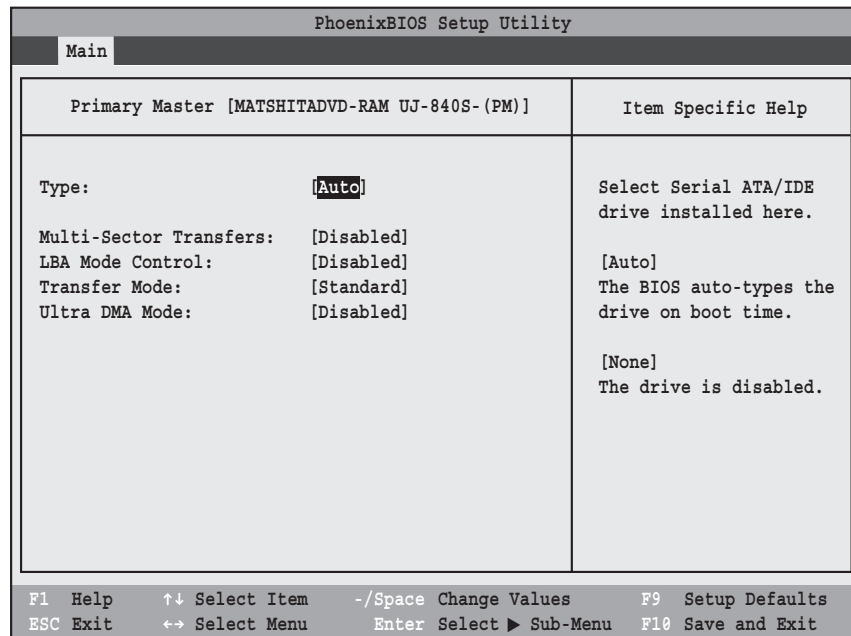 PhoenixBIOS Setup Utility
Main
Primary Master [MATSHITADVD-RAM UJ-840S-(PM)]
Item Specific Help
Type: [Auto]
Multi-Sector Transfers: [Disabled]
LBA Mode Control: [Disabled]
Transfer Mode: [Standard]
Ultra DMA Mode: [Disabled]
Select Serial ATA/IDE
drive installed here.
[Auto]
The BIOS auto-types the
drive on boot time.
[None]
The drive is disabled.
F1 Help ↑↓ Select Item -/Space Change Values F9 Setup Defaults
ESC Exit ←→ Select Menu Enter Select ▶ Sub-Menu F10 Save and Exit